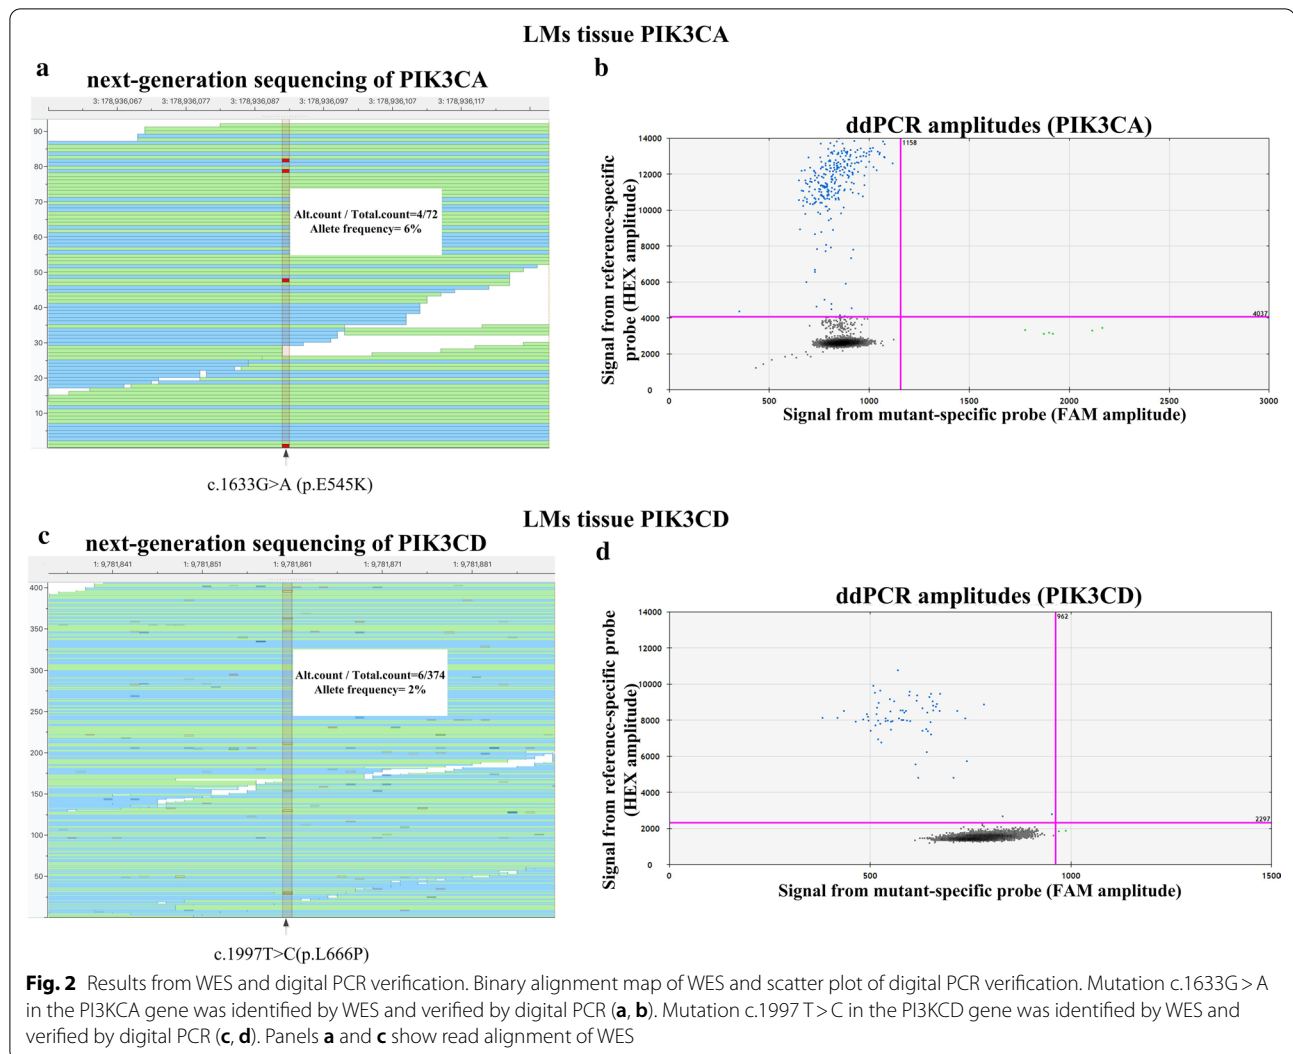 LMs tissue PIK3CA
a
next-generation sequencing of PIK3CA
3: 178,936,067 3: 178,936,077 3: 178,936,087 3: 178,936,097 3: 178,936,107 3: 178,936,117
90
80
70
60
50
40
30
20
10
Alt.count / Total.count=4/72
Allete frequency= 6%
c.1633G>A (p.E545K)
b
ddPCR amplitudes (PIK3CA)
Signal from reference-specific
probe (HEX amplitude)
14000
12000
10000
8000
6000
4000
2000
0
1158
4037
0 500 1000 1500 2000 2500 3000
Signal from mutant-specific probe (FAM amplitude)
LMs tissue PIK3CD
c
next-generation sequencing of PIK3CD
1: 9,781,841 1: 9,781,851 1: 9,781,861 1: 9,781,871 1: 9,781,881
400
350
300
250
200
150
100
50
Alt.count / Total.count=6/374
Allete frequency= 2%
c.1997T>C(p.L666P)
d
ddPCR amplitudes (PIK3CD)
Signal from reference-specific probe
(HEX amplitude)
14000
12000
10000
8000
6000
4000
2000
0
962
2297
0 500 1000 1500
Signal from mutant-specific probe (FAM amplitude)
Fig. 2 Results from WES and digital PCR verification. Binary alignment map of WES and scatter plot of digital PCR verification. Mutation c.1633G > A
in the PI3KCA gene was identified by WES and verified by digital PCR (a, b). Mutation c.1997 T > C in the PI3KCD gene was identified by WES and
verified by digital PCR (c, d). Panels a and c show read alignment of WES